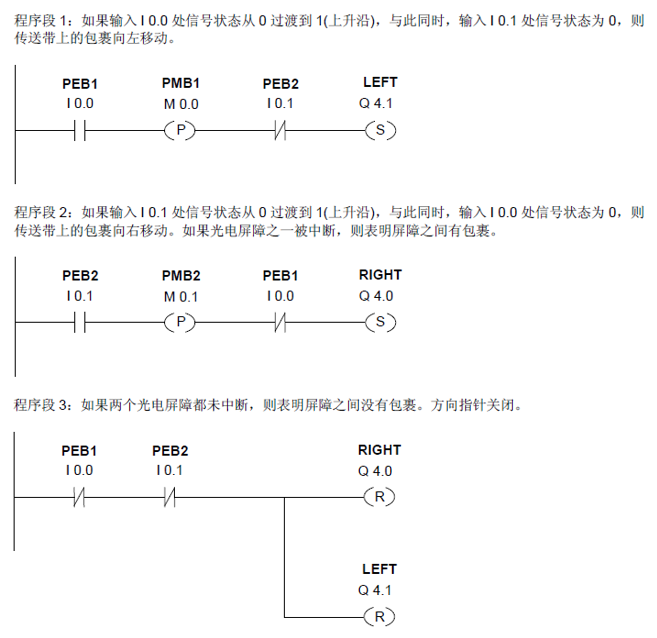 程序段 1：如果输入 I 0.0 处信号状态从 0 过渡到 1(上升沿)，与此同时，输入 I 0.1 处信号状态为 0，则
传送带上的包裹向左移动。
PEB1 PMB1 PEB2 LEFT
I 0.0 M 0.0 I 0.1 Q 4.1
P S
程序段 2：如果输入 I 0.1 处信号状态从 0 过渡到 1(上升沿)，与此同时，输入 I 0.0 处信号状态为 0，则
传送带上的包裹向右移动。如果光电屏障之一被中断，则表明屏障之间有包裹。
PEB2 PMB2 PEB1 RIGHT
I 0.1 M 0.1 I 0.0 Q 4.0
P S
程序段 3：如果两个光电屏障都未中断，则表明屏障之间没有包裹。方向指针关闭。
PEB1 PEB2 RIGHT
I 0.0 I 0.1 Q 4.0
R
LEFT
Q 4.1
R